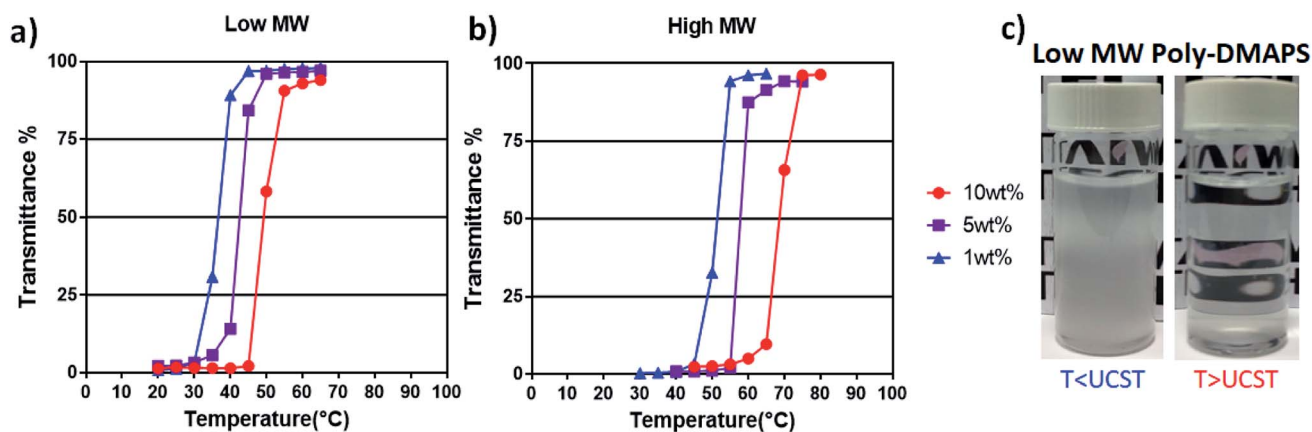 a)
Low MW
Transmittance %
100
75
50
25
0
0 10 20 30 40 50 60 70 80 90 100
Temperature(°C)
b)
High MW
Transmittance %
100
75
50
25
0
0 10 20 30 40 50 60 70 80 90 100
Temperature(°C)
10wt%
5wt%
1wt%
c)
Low MW Poly-DMAPS
T<UCST
T>UCST